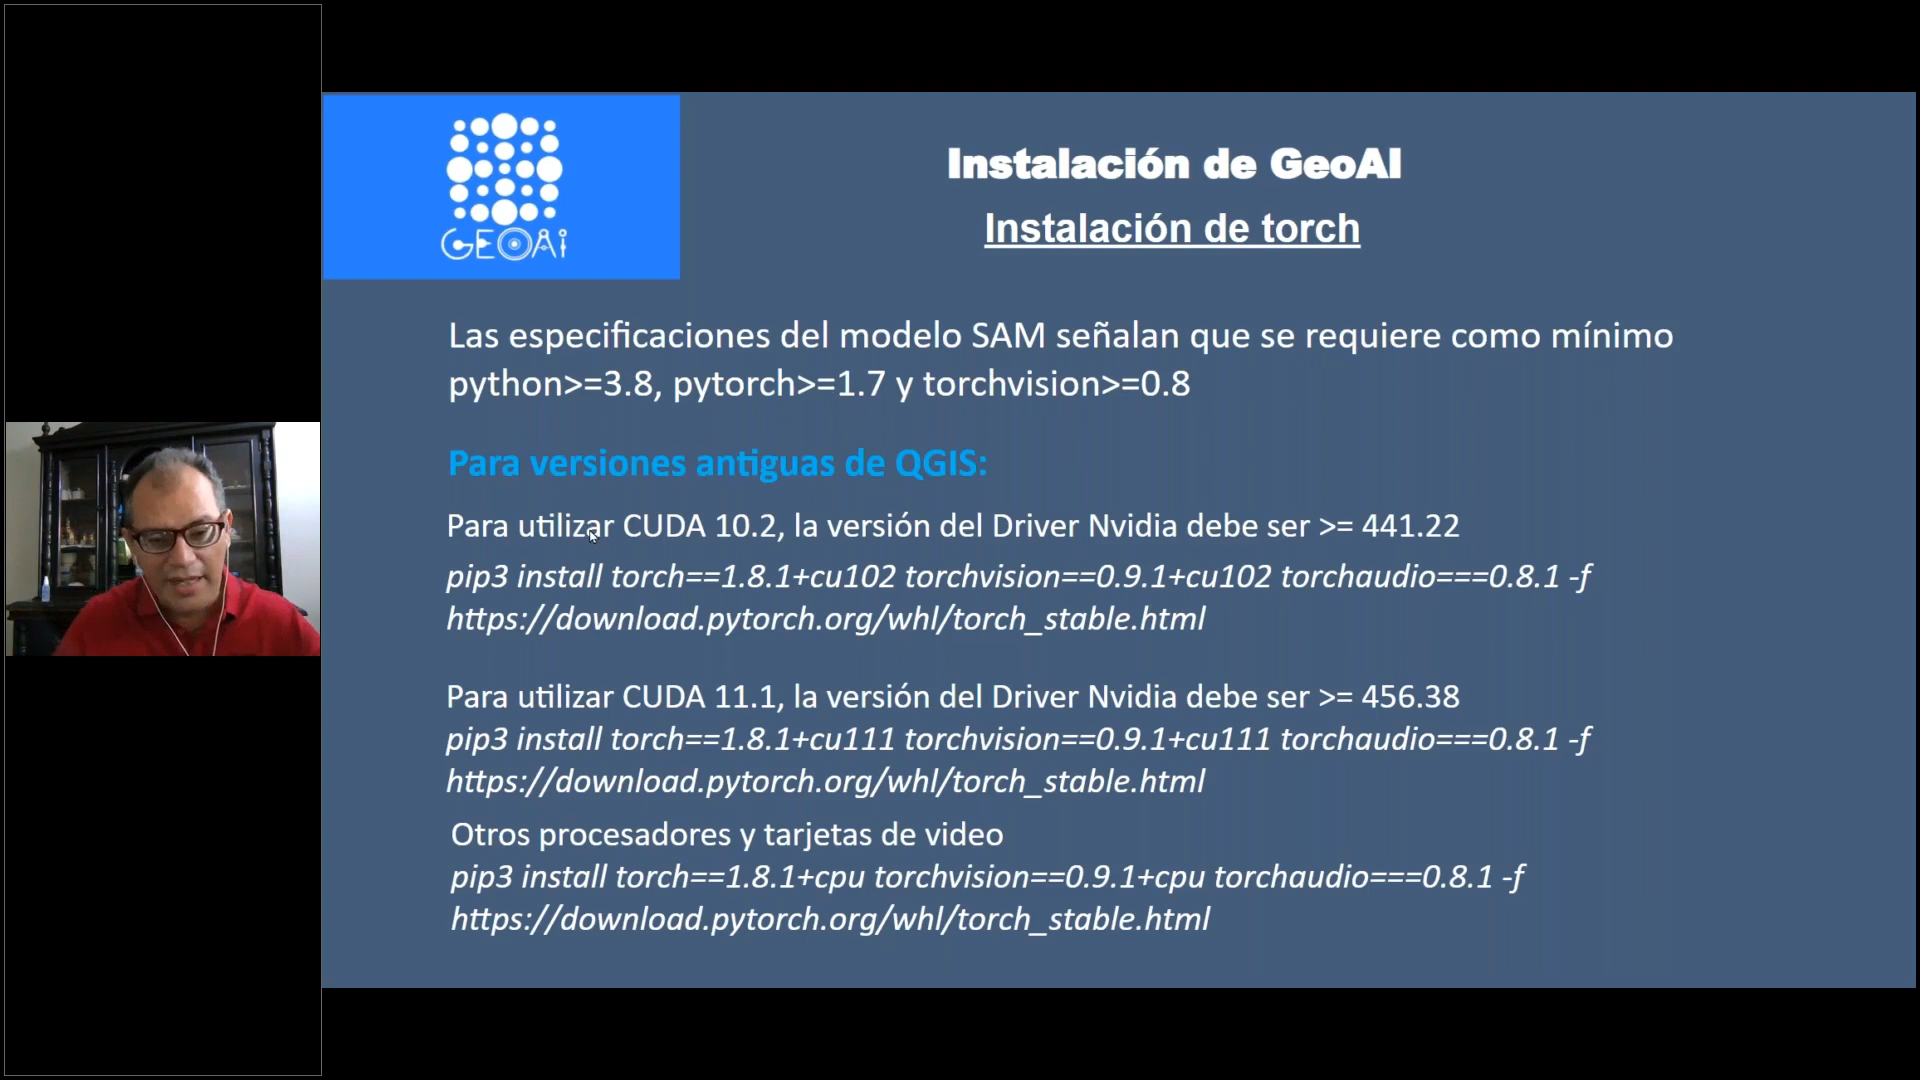 GEOAi
Instalación de GeoAI
Instalación de torch
Las especificaciones del modelo SAM señalan que se requiere como mínimo
python>=3.8, pytorch>=1.7 y torchvision>=0.8
Para versiones antiguas de QGIS:
Para utilizar CUDA 10.2, la versión del Driver Nvidia debe ser >= 441.22
pip3 install torch==1.8.1+cu102 torchvision==0.9.1+cu102 torchaudio===0.8.1 -f
https://download.pytorch.org/whl/torch_stable.html
Para utilizar CUDA 11.1, la versión del Driver Nvidia debe ser >= 456.38
pip3 install torch==1.8.1+cu111 torchvision==0.9.1+cu111 torchaudio===0.8.1 -f
https://download.pytorch.org/whl/torch_stable.html
Otros procesadores y tarjetas de video
pip3 install torch==1.8.1+cpu torchvision==0.9.1+cpu torchaudio===0.8.1 -f
https://download.pytorch.org/whl/torch_stable.html